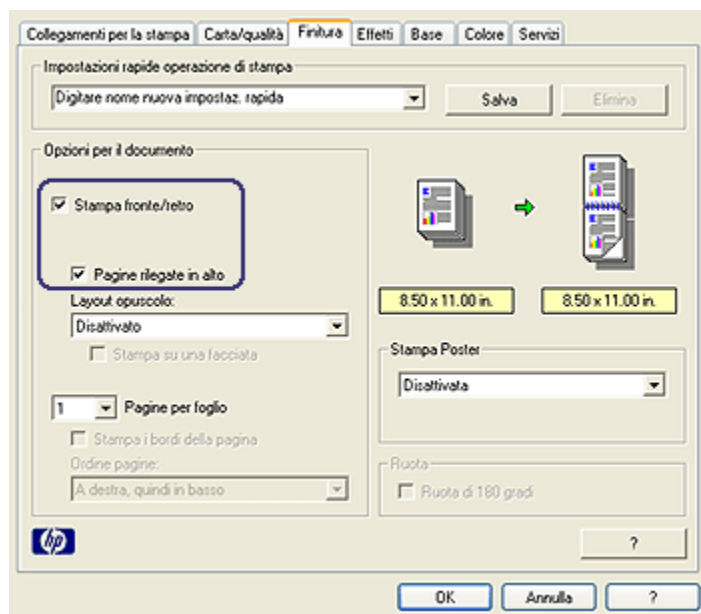 Collegamenti per la stampa Carta/qualità Finitura Effetti Base Colore Servizi
Impostazioni rapide operazione di stampa
Digitare nome nuova impostaz. rapida Salva Elimina
Opzioni per il documento
Stampa fronte/retro
Pagine rilegate in alto
Layout opuscolo:
Disattivato
Stampa su una facciata
1 Pagine per foglio
Stampa i bordi della pagina
Ordine pagine:
A destra, quindi in basso
8.50 x 11.00 in. 8.50 x 11.00 in.
Stampa Poster
Disattivata
Ruota
Ruota di 180 gradi
hp
?
OK Annulla ?